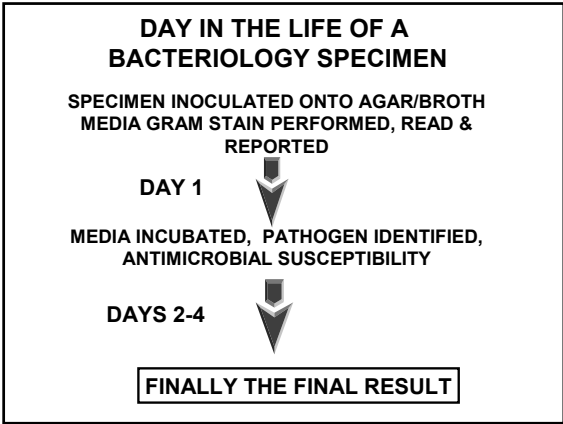 DAY IN THE LIFE OF A
BACTERIOLOGY SPECIMEN
SPECIMEN INOCULATED ONTO AGAR/BROTH
MEDIA GRAM STAIN PERFORMED, READ &
REPORTED
DAY 1
MEDIA INCUBATED, PATHOGEN IDENTIFIED,
ANTIMICROBIAL SUSCEPTIBILITY
DAYS 2-4
FINALLY THE FINAL RESULT